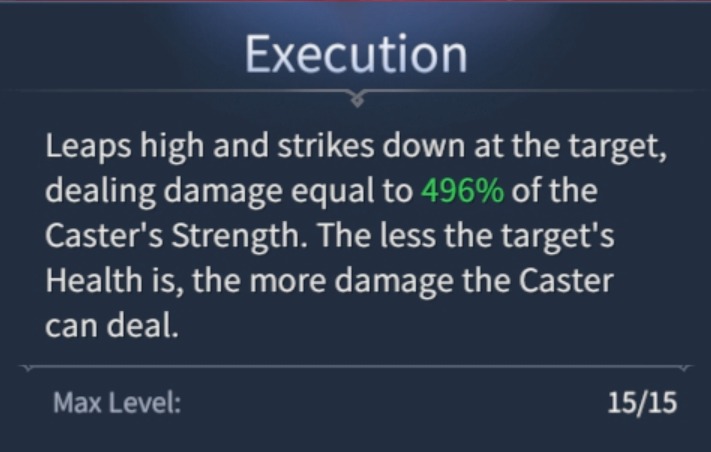 Execution
Leaps high and strikes down at the target,
dealing damage equal to 496% of the
Caster's Strength. The less the target's
Health is, the more damage the Caster
can deal.
Max Level: 15/15